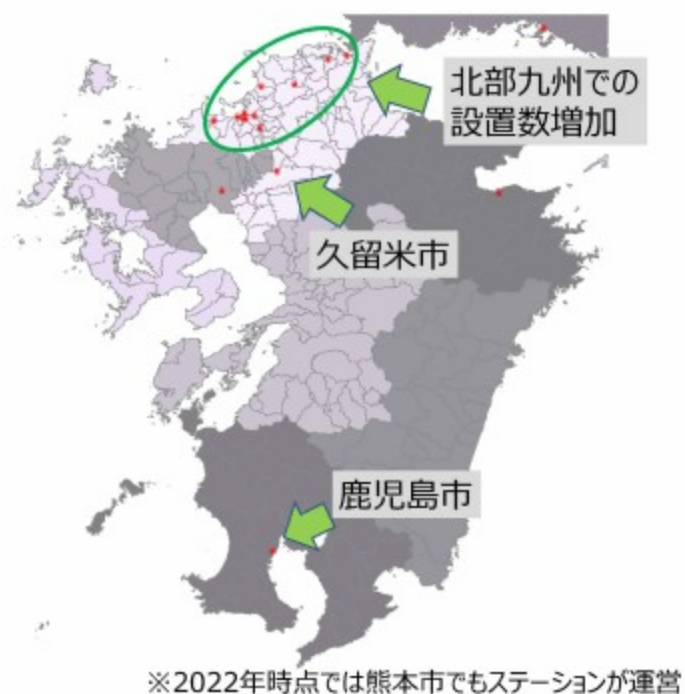 北部九州での
設置数増加
久留米市
鹿児島市
※2022年時点では熊本市でもステーションが運営